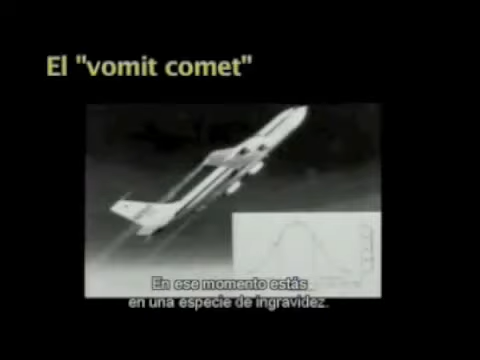 El "vomit comet"
En ese momento estás
en una especie de ingravidez.